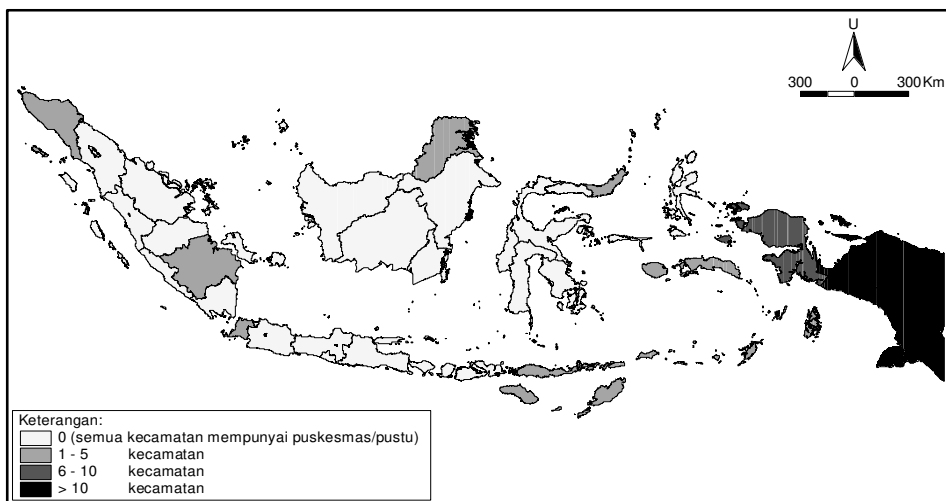 U
300 0 300 Km
Keterangan:
0 (semua kecamatan mempunyai puskesmas/pustu)
1 - 5 kecamatan
6 - 10 kecamatan
> 10 kecamatan